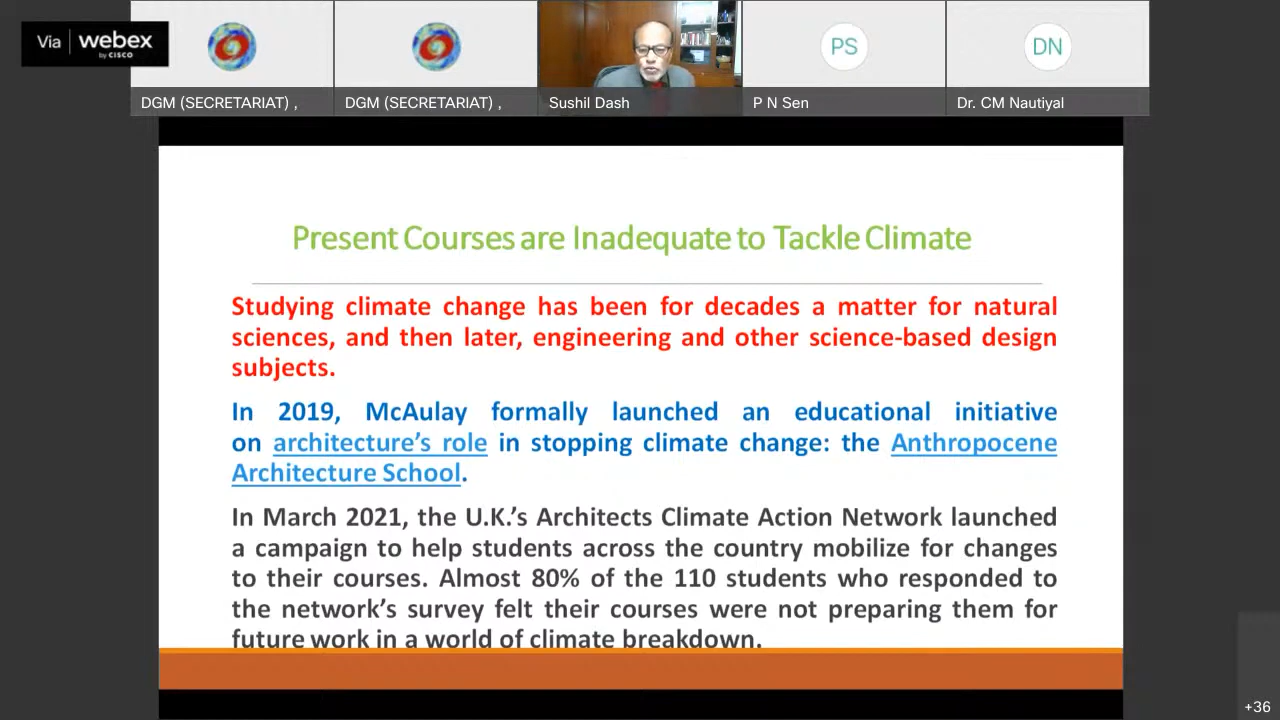 Via webex
by CISCO
DGM (SECRETARIAT) ,
DGM (SECRETARIAT) ,
Sushil Dash
PS
P N Sen
DN
Dr. CM Nautiyal
Present Courses are Inadequate to Tackle Climate
Studying climate change has been for decades a matter for natural
sciences, and then later, engineering and other science-based design
subjects.
In 2019, McAulay formally launched an educational initiative
on architecture’s role in stopping climate change: the Anthropocene
Architecture School.
In March 2021, the U.K.’s Architects Climate Action Network launched
a campaign to help students across the country mobilize for changes
to their courses. Almost 80% of the 110 students who responded to
the network’s survey felt their courses were not preparing them for
future work in a world of climate breakdown.
+36